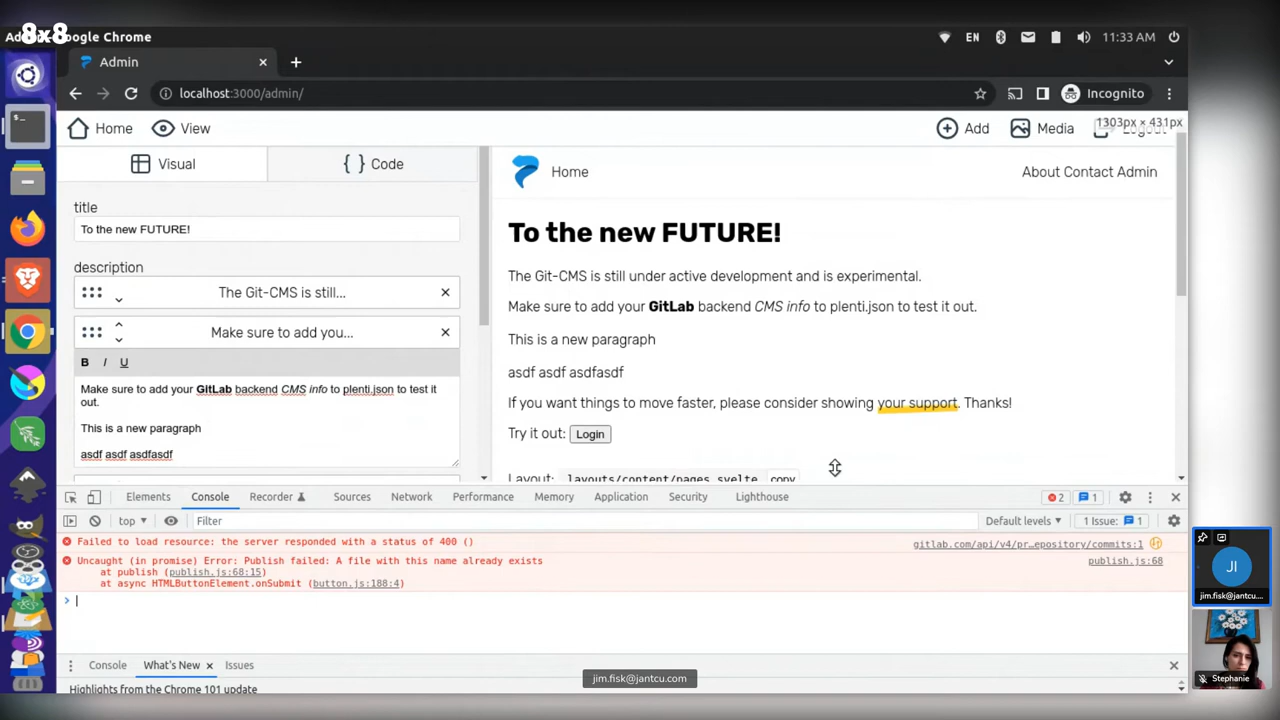 8x8
Google Chrome
EN
11:33 AM
Admin
localhost:3000/admin/
Incognito
Home
View
Add
Media
Logout
1303px × 431px
Visual
{ } Code
Home
About Contact Admin
title
To the new FUTURE!
description
The Git-CMS is still...
Make sure to add you...
B I U
Make sure to add your GitLab backend CMS info to plenti.json to test it
out.
This is a new paragraph
asdf asdf asdfasdf
To the new FUTURE!
The Git-CMS is still under active development and is experimental.
Make sure to add your GitLab backend CMS info to plenti.json to test it out.
This is a new paragraph
asdf asdf asdfasdf
If you want things to move faster, please consider showing your support. Thanks!
Try it out: Login
Layout: layouts/content/pages.svelte copy
Elements Console Recorder Sources Network Performance Memory Application Security Lighthouse
2
1
top
Filter
Default levels
1 Issue: 1
Failed to load resource: the server responded with a status of 400 ()
gitlab.com/api/v4/pr…epository/commits:1
Uncaught (in promise) Error: Publish failed: A file with this name already exists
publish.js:68
at publish (publish.js:68:15)
at async HTMLButtonElement.onSubmit (button.js:188:4)
Console What's New Issues
Highlights from the Chrome 101 update
jim.fisk@jantcu.com
JI
jim.fisk@jantcu....
Stephanie